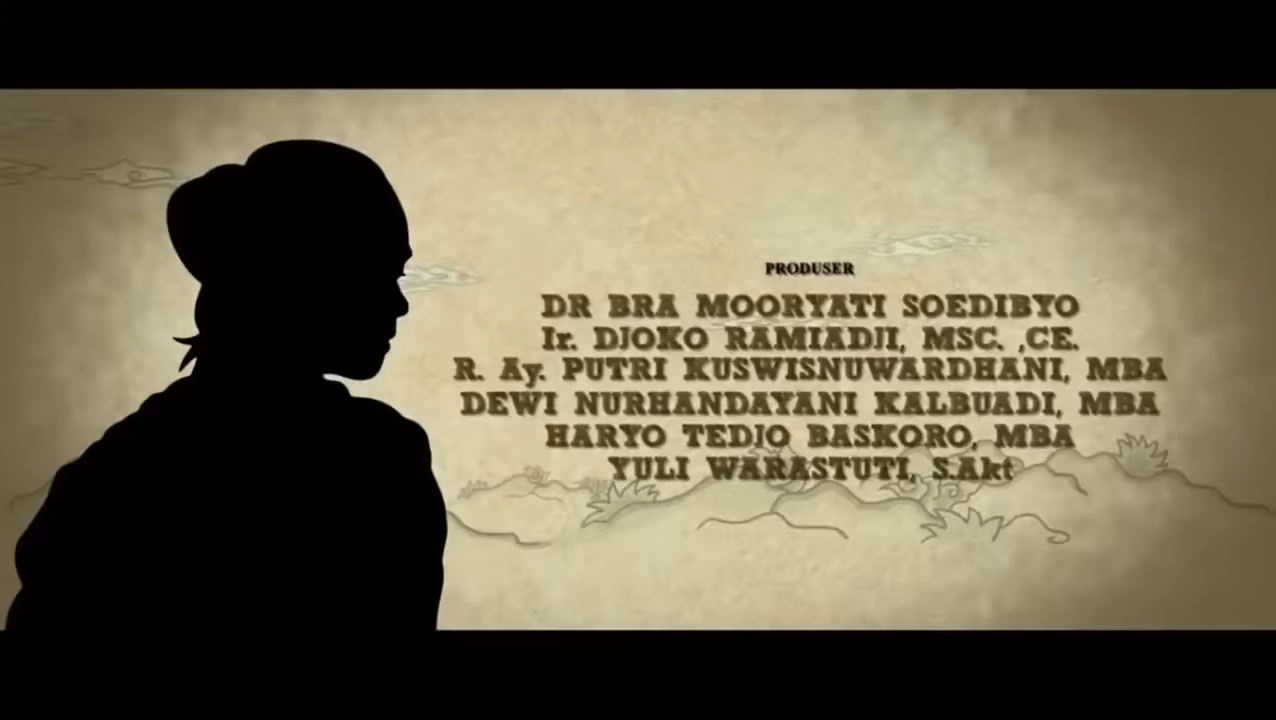 PRODUSER
DR BRA MOORYATI SOEDIBYO
Ir. DJOKO RAMIADJI, MSC. ,CE.
R. Ay. PUTRI KUSWISNUWARDHANI, MBA
DEWI NURHANDAYANI KALBUADI, MBA
HARYO TEDJO BASKORO, MBA
YULI WARASTUTI, S.Akt